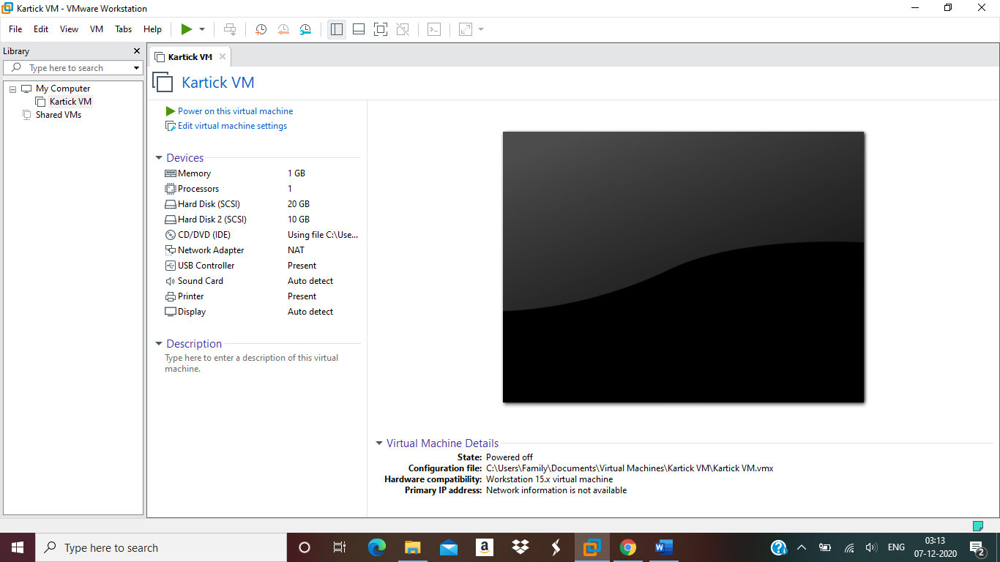 Kartick VM - VMware Workstation
File Edit View VM Tabs Help
Library
Type here to search
My Computer
Kartick VM
Shared VMs
Kartick VM
Kartick VM
Power on this virtual machine
Edit virtual machine settings
Devices
Memory 1 GB
Processors 1
Hard Disk (SCSI) 20 GB
Hard Disk 2 (SCSI) 10 GB
CD/DVD (IDE) Using file C:\Use...
Network Adapter NAT
USB Controller Present
Sound Card Auto detect
Printer Present
Display Auto detect
Description
Type here to enter a description of this virtual
machine.
Virtual Machine Details
State: Powered off
Configuration file: C:\Users\Family\Documents\Virtual Machines\Kartick VM\Kartick VM.vmx
Hardware compatibility: Workstation 15.x virtual machine
Primary IP address: Network information is not available
Type here to search
ENG
03:13
07-12-2020
2